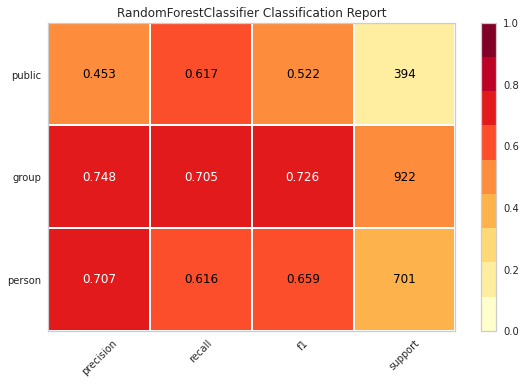 RandomForestClassifier Classification Report
public 0.453 0.617 0.522 394
group 0.748 0.705 0.726 922
person 0.707 0.616 0.659 701
precision recall f1 support
1.0
0.8
0.6
0.4
0.2
0.0